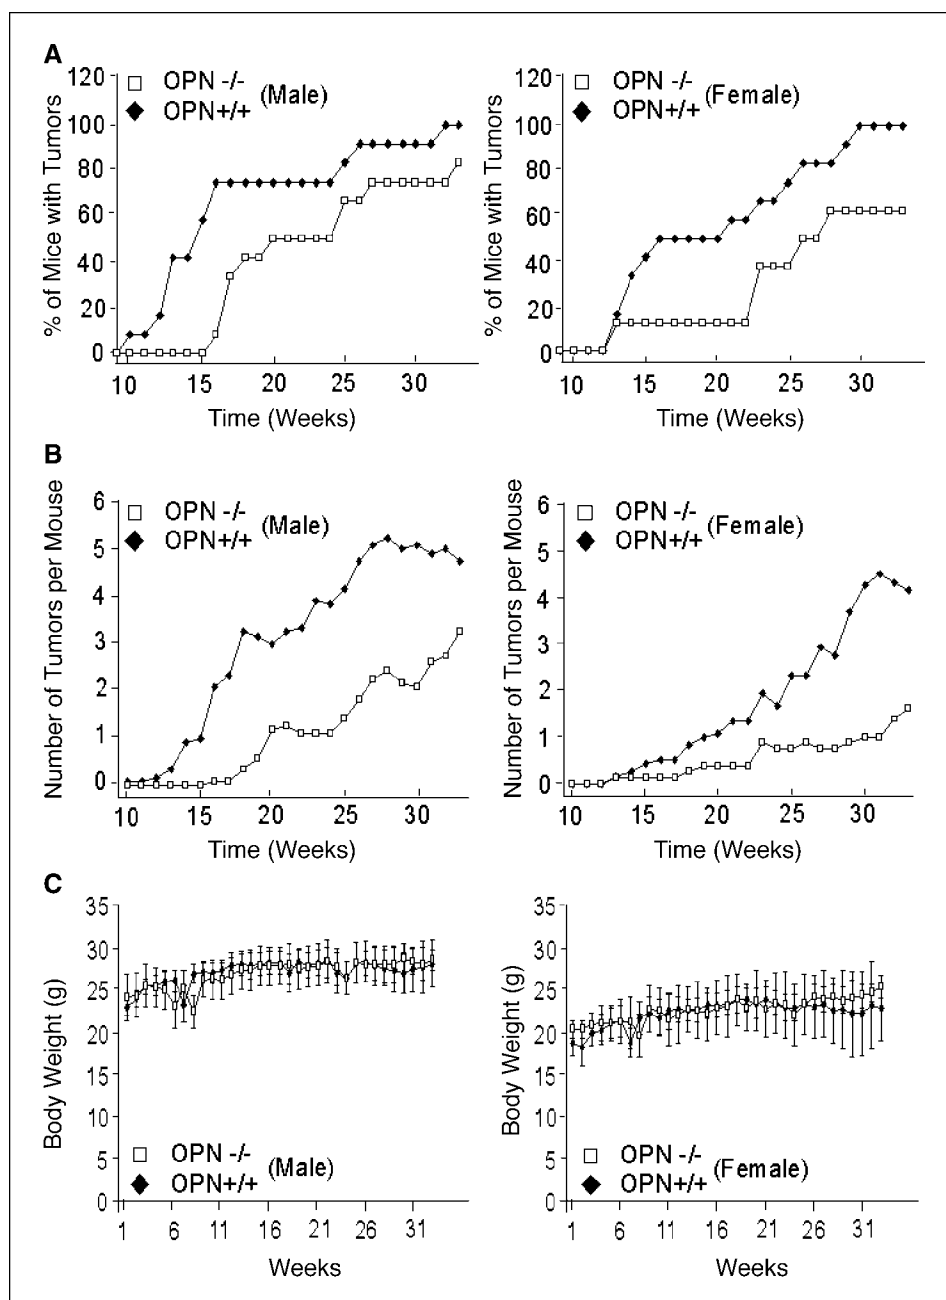 A
120
100
80
60
40
20
0
% of Mice with Tumors
OPN -/-
OPN+/+
(Male)
10 15 20 25 30
Time (Weeks)
120
100
80
60
40
20
0
% of Mice with Tumors
OPN -/-
OPN+/+
(Female)
10 15 20 25 30
Time (Weeks)
B
6
5
4
3
2
1
0
Number of Tumors per Mouse
OPN -/-
OPN+/+
(Male)
10 15 20 25 30
Time (Weeks)
6
5
4
3
2
1
0
Number of Tumors per Mouse
OPN -/-
OPN+/+
(Female)
10 15 20 25 30
Time (Weeks)
C
35
30
25
20
15
10
5
0
Body Weight (g)
OPN -/-
OPN+/+
(Male)
1 6 11 16 21 26 31
Weeks
35
30
25
20
15
10
5
0
Body Weight (g)
OPN -/-
OPN+/+
(Female)
1 6 11 16 21 26 31
Weeks